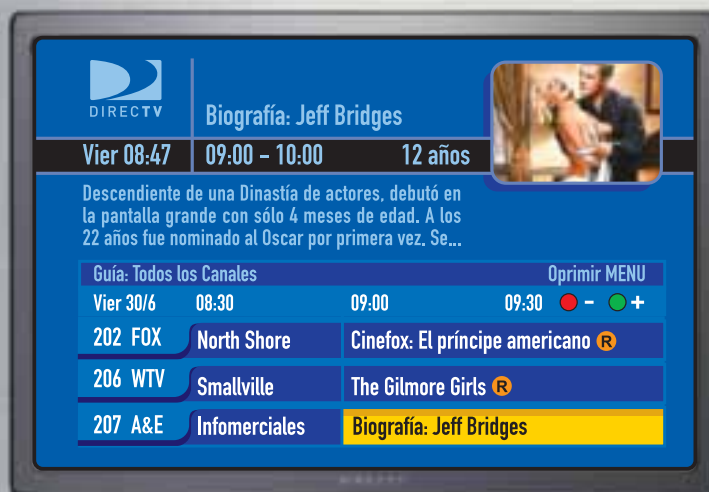 DIRECTV
Biografía: Jeff Bridges
Vier 08:47 09:00 - 10:00 12 años
Descendiente de una Dinastía de actores, debutó en
la pantalla grande con sólo 4 meses de edad. A los
22 años fue nominado al Oscar por primera vez. Se...
Guía: Todos los Canales Oprimir MENU
Vier 30/6 08:30 09:00 09:30 - +
202 FOX North Shore Cinefox: El príncipe americano R
206 WTV Smallville The Gilmore Girls R
207 A&E Infomerciales Biografía: Jeff Bridges